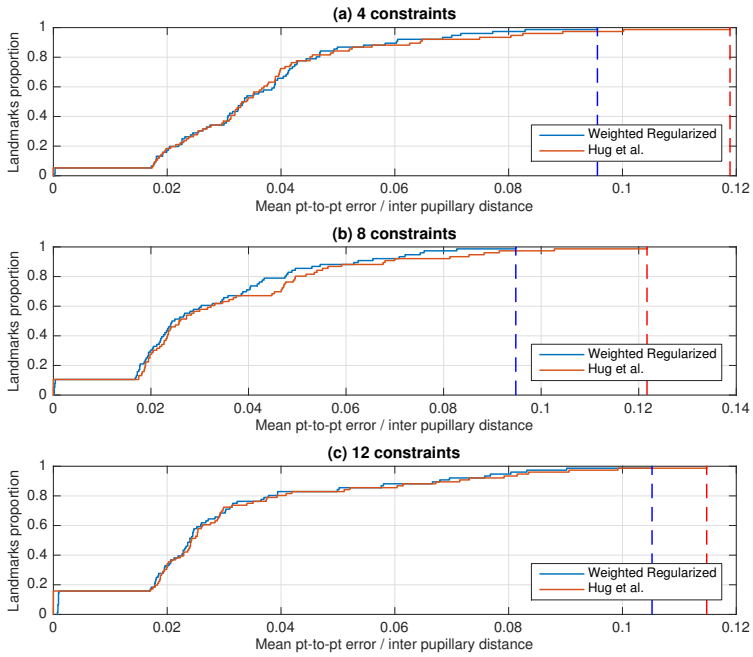 (a) 4 constraints
1
0.8
0.6
0.4
0.2
0
Landmarks proportion
Weighted Regularized
Hug et al.
0 0.02 0.04 0.06 0.08 0.1 0.12
Mean pt-to-pt error / inter pupillary distance
(b) 8 constraints
1
0.8
0.6
0.4
0.2
0
Landmarks proportion
Weighted Regularized
Hug et al.
0 0.02 0.04 0.06 0.08 0.1 0.12 0.14
Mean pt-to-pt error / inter pupillary distance
(c) 12 constraints
1
0.8
0.6
0.4
0.2
0
Landmarks proportion
Weighted Regularized
Hug et al.
0 0.02 0.04 0.06 0.08 0.1 0.12
Mean pt-to-pt error / inter pupillary distance